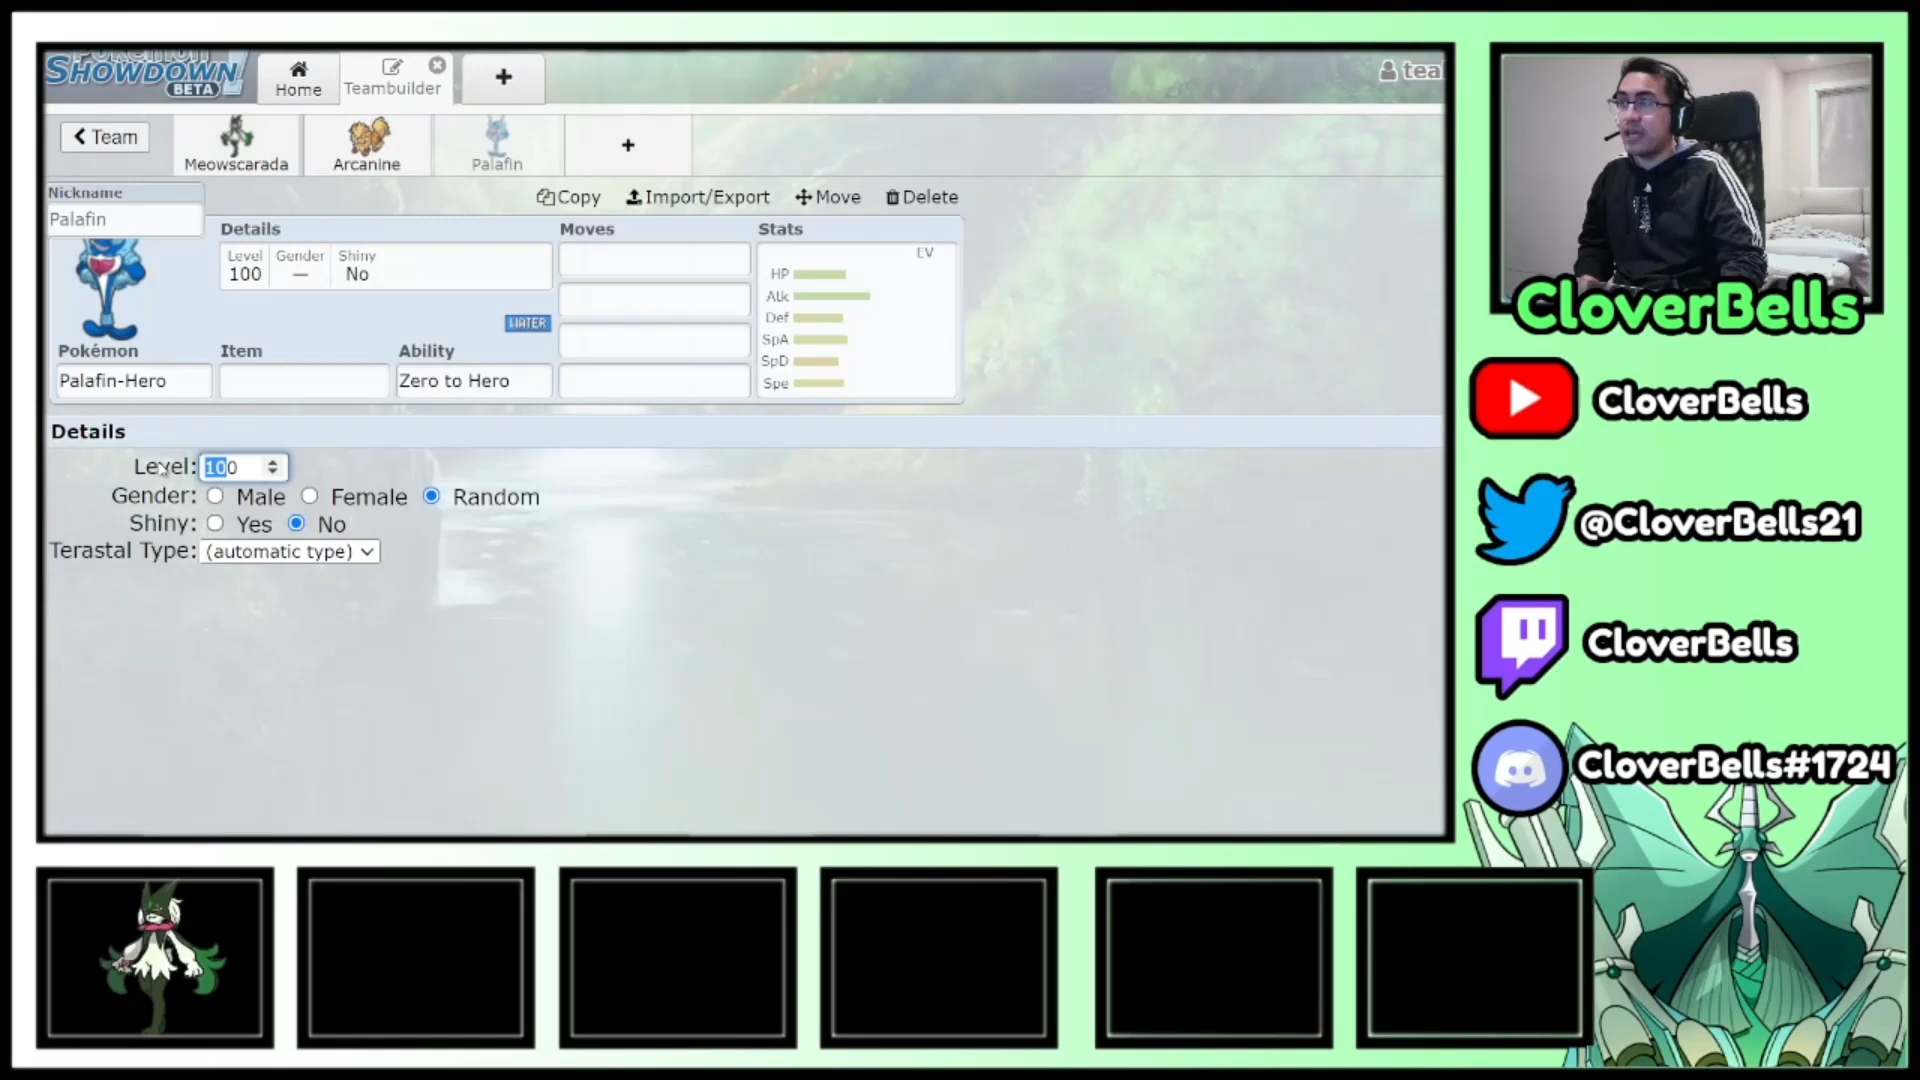 Pokémon
SHOWDOWN
BETA
Home
Teambuilder
+
teal
Team
Meowscarada
Arcanine
Palafin
+
Nickname
Palafin
Copy
Import/Export
Move
Delete
Details
Moves
Stats
Level
Gender
Shiny
100
—
No
EV
HP
Atk
Def
SpA
SpD
Spe
WATER
Pokémon
Item
Ability
Palafin-Hero
Zero to Hero
Details
Level: 100
Gender: Male Female Random
Shiny: Yes No
Terastal Type: (automatic type)
CloverBells
CloverBells
@CloverBells21
CloverBells
CloverBells#1724